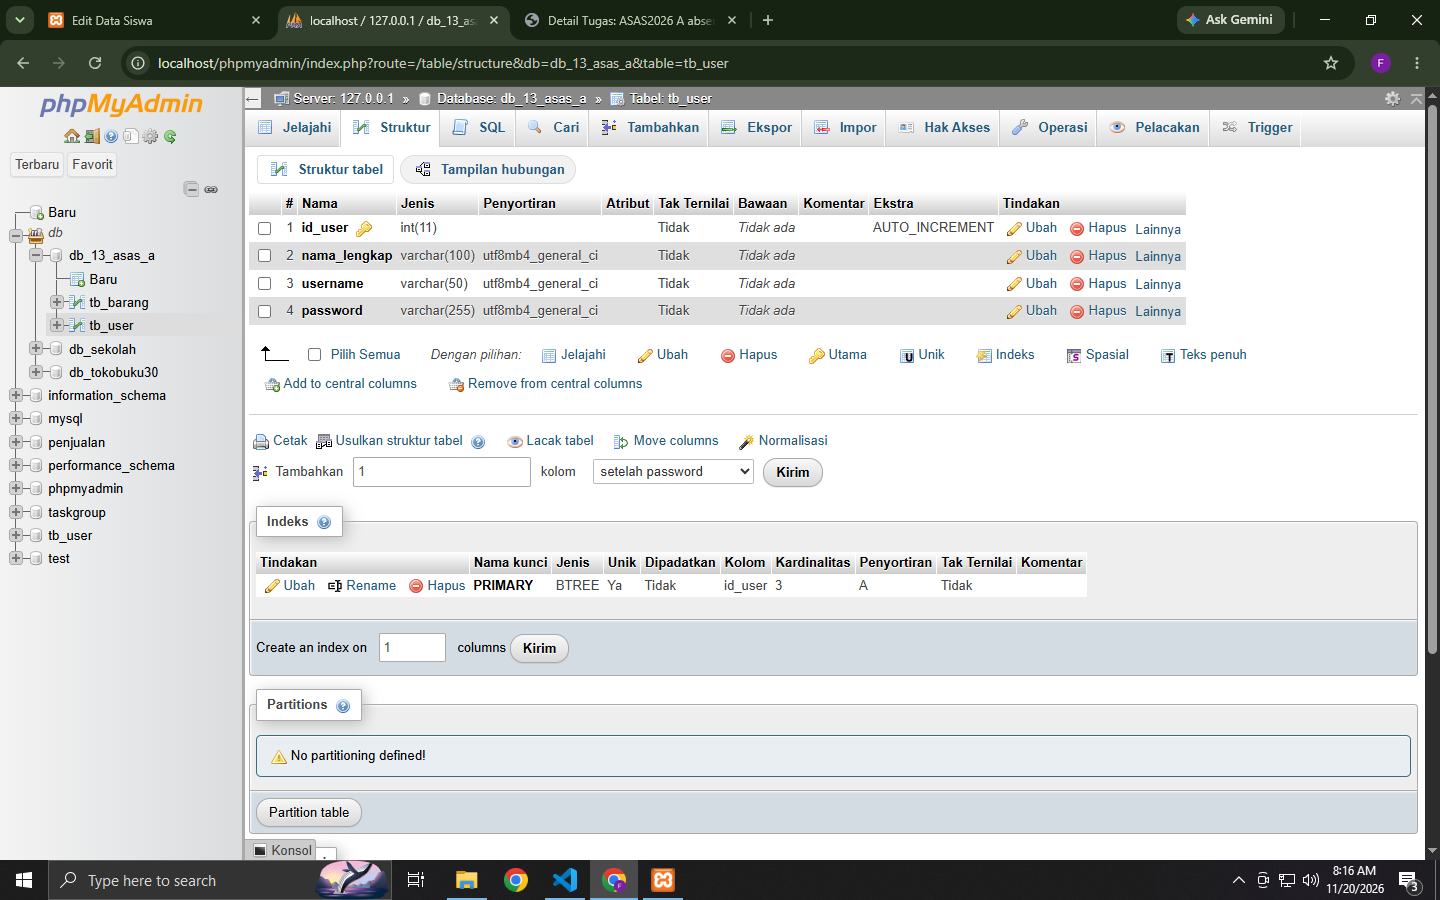 Edit Data Siswa
localhost / 127.0.0.1 / db_13_as
Detail Tugas: ASAS2026 A abse
Ask Gemini
localhost/phpmyadmin/index.php?route=/table/structure&db=db_13_asas_a&table=tb_user
F
phpMyAdmin
Terbaru
Favorit
Baru
db
db_13_asas_a
Baru
tb_barang
tb_user
db_sekolah
db_tokobuku30
information_schema
mysql
penjualan
performance_schema
phpmyadmin
taskgroup
tb_user
test
Server: 127.0.0.1 » Database: db_13_asas_a » Tabel: tb_user
Jelajahi Struktur SQL Cari Tambahkan Ekspor Impor Hak Akses Operasi Pelacakan Trigger
Struktur tabel Tampilan hubungan
# Nama Jenis Penyortiran Atribut Tak Ternilai Bawaan Komentar Ekstra Tindakan
1 id_user int(11) Tidak Tidak ada AUTO_INCREMENT Ubah Hapus Lainnya
2 nama_lengkap varchar(100) utf8mb4_general_ci Tidak Tidak ada Ubah Hapus Lainnya
3 username varchar(50) utf8mb4_general_ci Tidak Tidak ada Ubah Hapus Lainnya
4 password varchar(255) utf8mb4_general_ci Tidak Tidak ada Ubah Hapus Lainnya
Pilih Semua Dengan pilihan: Jelajahi Ubah Hapus Utama Unik Indeks Spasial Teks penuh
Add to central columns Remove from central columns
Cetak Usulkan struktur tabel Lacak tabel Move columns Normalisasi
Tambahkan 1 kolom setelah password Kirim
Indeks
Tindakan Nama kunci Jenis Unik Dipadatkan Kolom Kardinalitas Penyortiran Tak Ternilai Komentar
Ubah Rename Hapus PRIMARY BTREE Ya Tidak id_user 3 A Tidak
Create an index on 1 columns Kirim
Partitions
No partitioning defined!
Partition table
Konsol
Type here to search
8:16 AM
11/20/2026
3